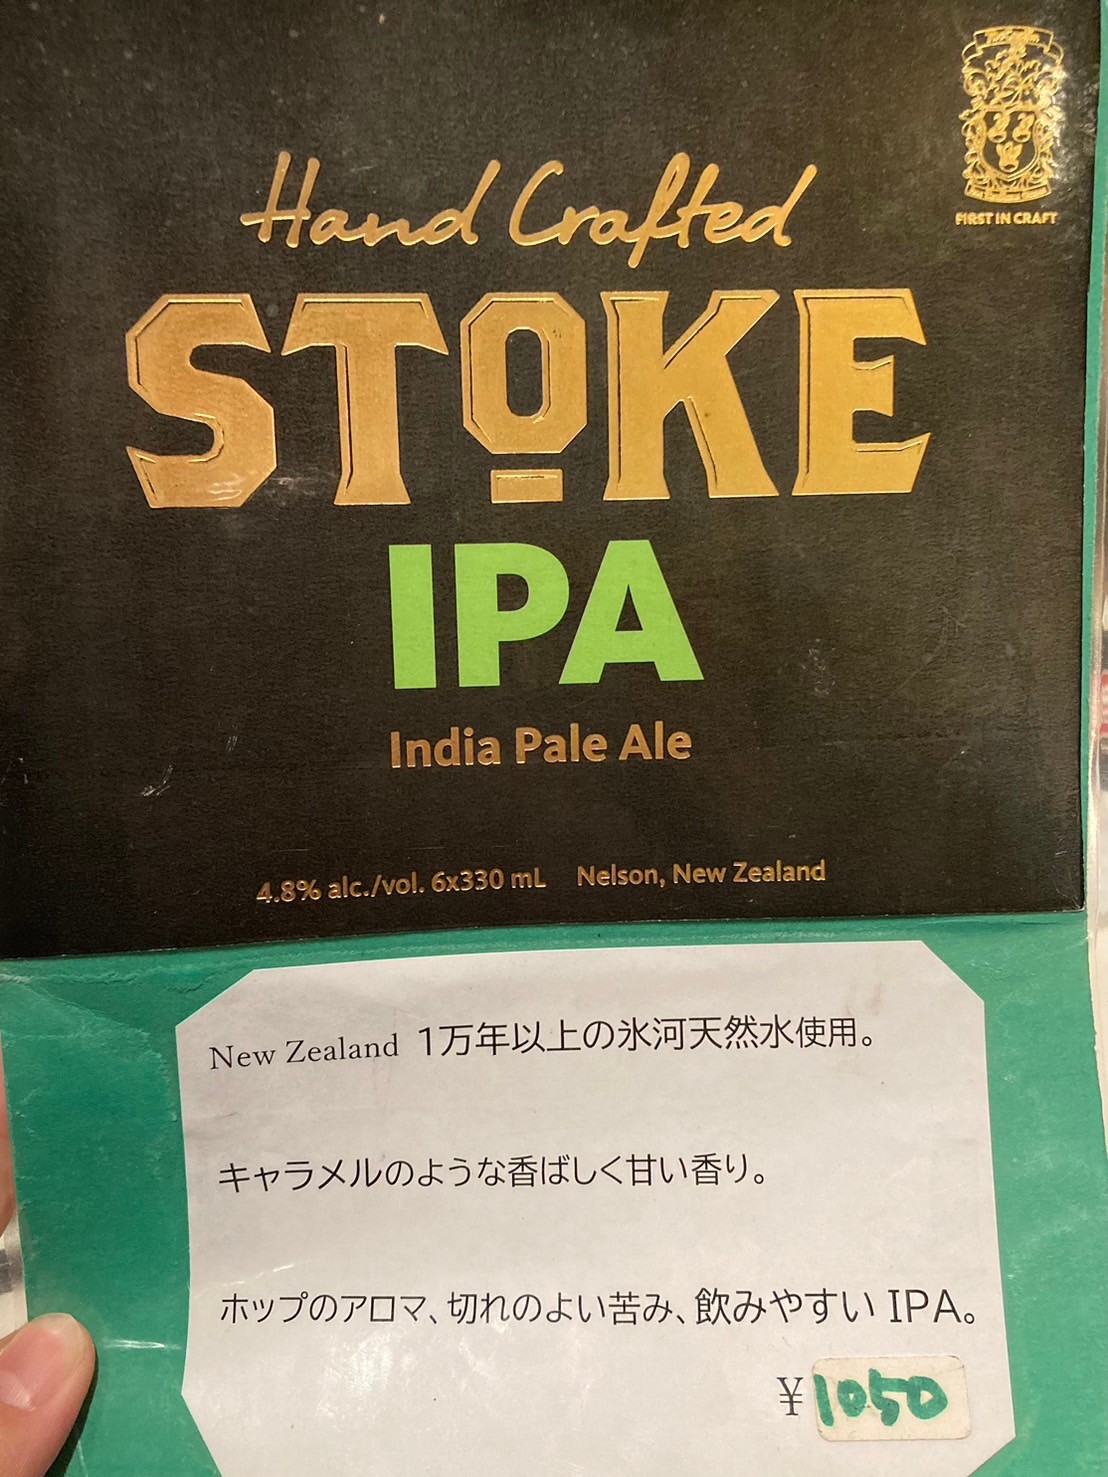 FIRST IN CRAFT
Hand Crafted
STOKE
IPA
India Pale Ale
4.8% alc./vol. 6x330 mL Nelson, New Zealand
New Zealand 1万年以上の氷河天然水使用。
キャラメルのような香ばしく甘い香り。
ホップのアロマ、切れのよい苦み、飲みやすい IPA。
¥1050